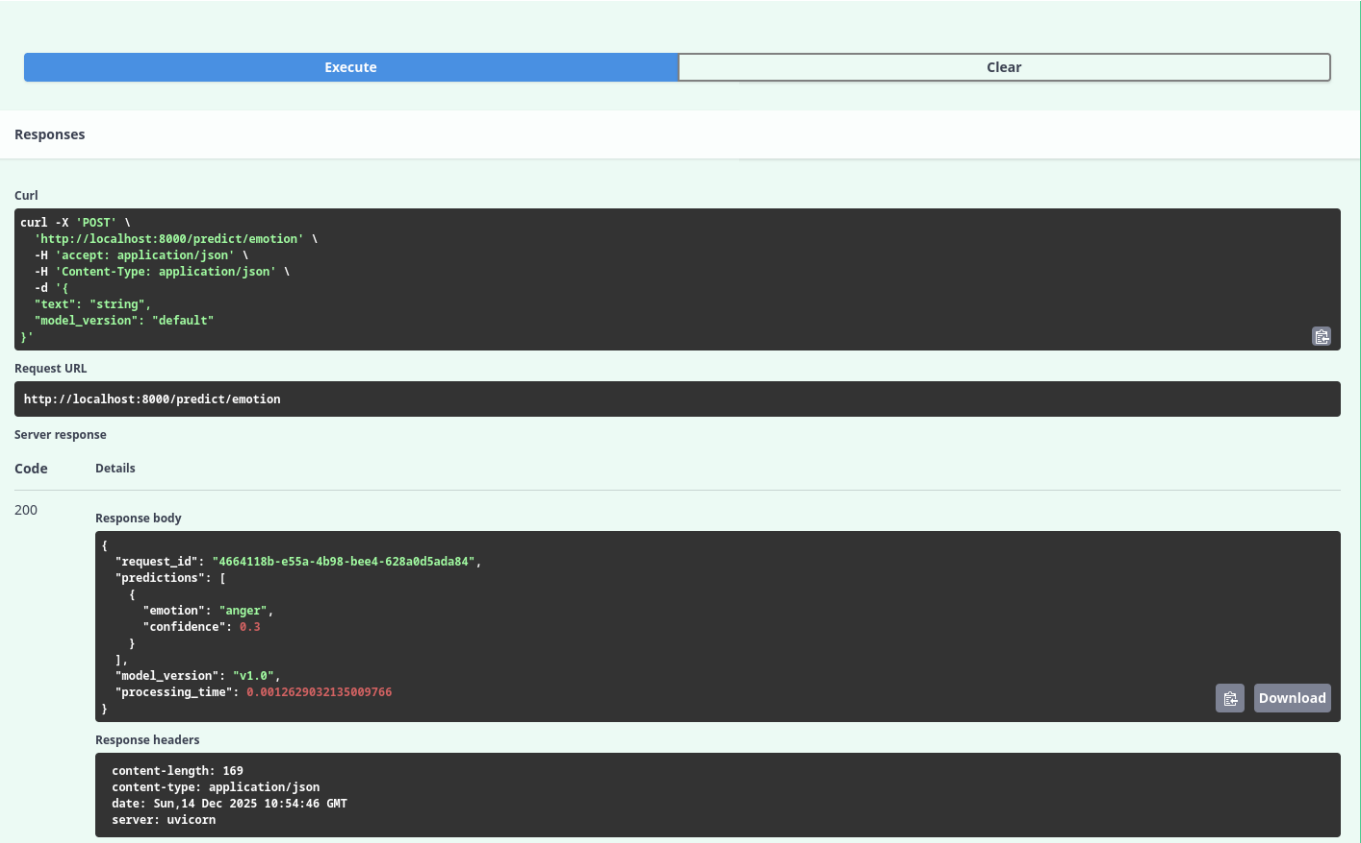 Execute
Clear
Responses
Curl
curl -X 'POST' \
  'http://localhost:8000/predict/emotion' \
  -H 'accept: application/json' \
  -H 'Content-Type: application/json' \
  -d '{
  "text": "string",
  "model_version": "default"
}'
Request URL
http://localhost:8000/predict/emotion
Server response
Code Details
200
Response body
{
  "request_id": "4664118b-e55a-4b98-bee4-628a0d5ada84",
  "predictions": [
    {
      "emotion": "anger",
      "confidence": 0.3
    }
  ],
  "model_version": "v1.0",
  "processing_time": 0.0012629032135009766
}
Download
Response headers
content-length: 169
content-type: application/json
date: Sun,14 Dec 2025 10:54:46 GMT
server: uvicorn